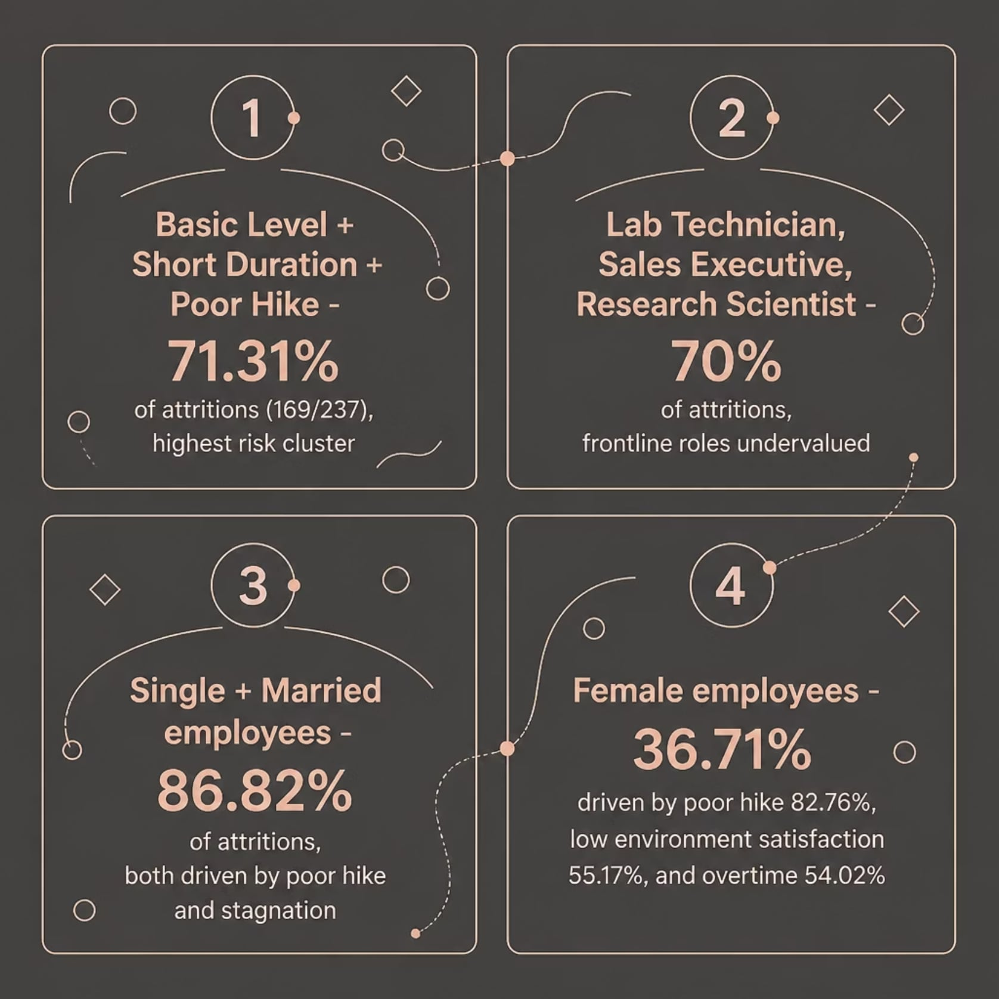 1
Basic Level +
Short Duration +
Poor Hike -
71.31%
of attritions (169/237),
highest risk cluster
2
Lab Technician,
Sales Executive,
Research Scientist -
70%
of attritions,
frontline roles undervalued
3
Single + Married
employees -
86.82%
of attritions,
both driven by poor hike
and stagnation
4
Female employees -
36.71%
driven by poor hike 82.76%,
low environment satisfaction
55.17%, and overtime 54.02%